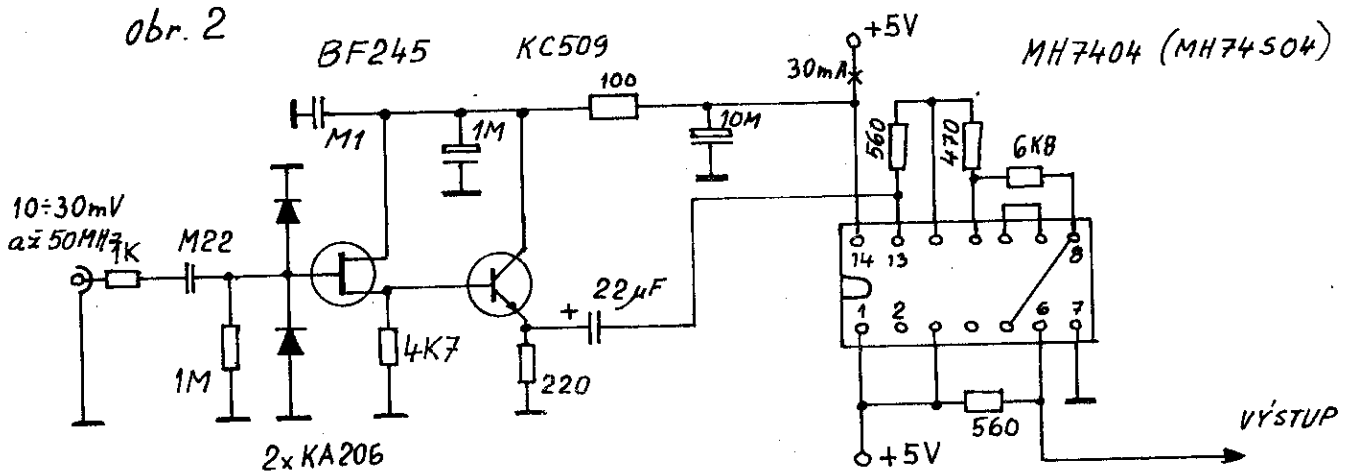 obr. 2
BF245
KC509
+5V
MH7404 (MH74S04)
30mA
100
M1
1M
10M
560
470
6K8
10÷30mV
až 50MHz
1K
M22
14
13
8
22µF
+
1
2
6
7
1M
4K7
220
560
VÝSTUP
2x KA206
+5V